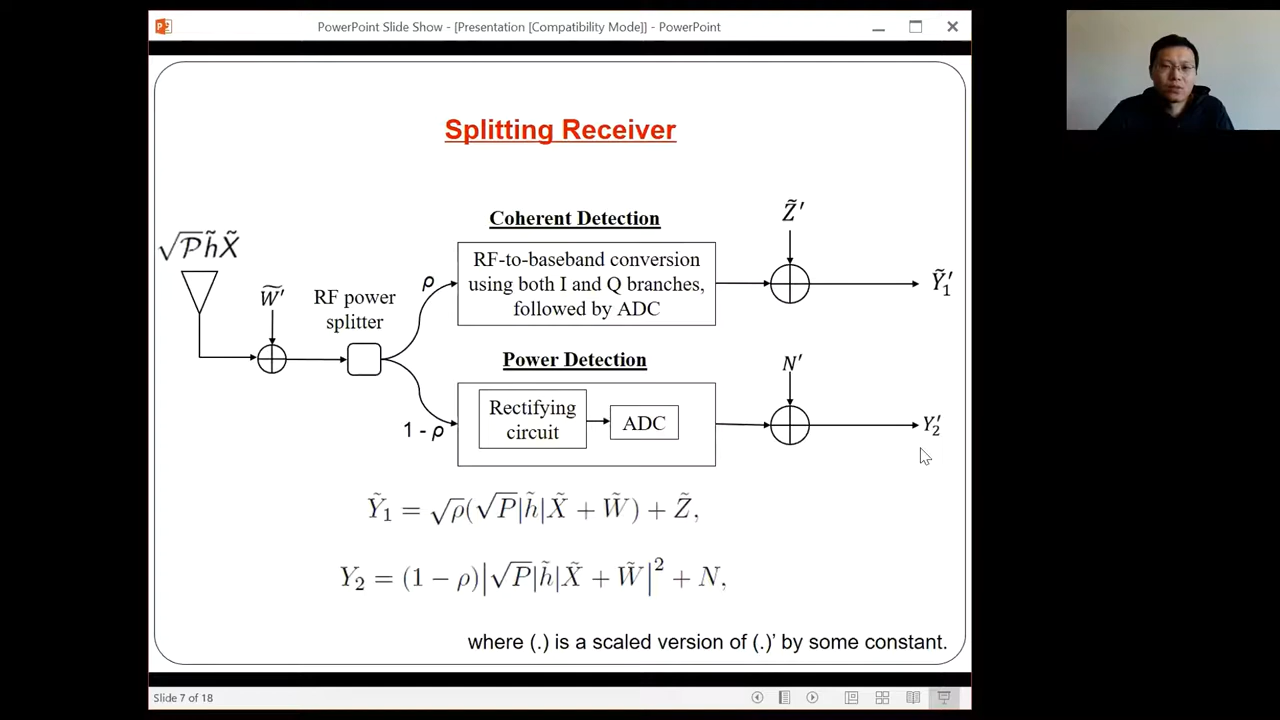 PowerPoint Slide Show - [Presentation [Compatibility Mode]] - PowerPoint
Splitting Receiver
√𝒫h̃X̃
W̃′
RF power
splitter
ρ
1 - ρ
Coherent Detection
RF-to-baseband conversion
using both I and Q branches,
followed by ADC
Z̃′
Ỹ₁′
Power Detection
Rectifying
circuit
ADC
N′
Y₂′
Ỹ₁ = √ρ(√P|h̃|X̃ + W̃) + Z̃,
Y₂ = (1 − ρ)|√P|h̃|X̃ + W̃|² + N,
where (.) is a scaled version of (.)’ by some constant.
Slide 7 of 18